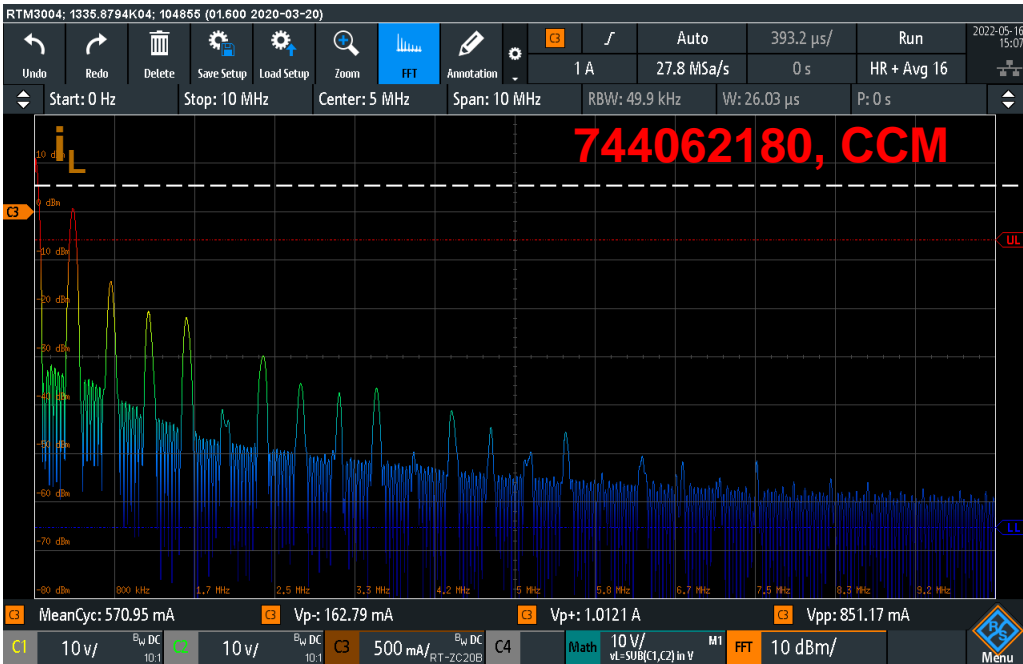 RTM3004; 1335.8794K04; 104855 (01.600 2020-03-20)
Undo
Redo
Delete
Save Setup
Load Setup
Zoom
FFT
Annotation
C3
Auto
393.2 µs/
Run
2022-05-16
15:07
1 A
27.8 MSa/s
0 s
HR + Avg 16
Start: 0 Hz
Stop: 10 MHz
Center: 5 MHz
Span: 10 MHz
RBW: 49.9 kHz
W: 26.03 µs
P: 0 s
iL
744062180, CCM
10 dBm
0 dBm
C3
UL
-10 dBm
-20 dBm
-30 dBm
-40 dBm
-50 dBm
-60 dBm
LL
-70 dBm
-80 dBm
800 kHz
1.7 MHz
2.5 MHz
3.3 MHz
4.2 MHz
5 MHz
5.8 MHz
6.7 MHz
7.5 MHz
8.3 MHz
9.2 MHz
C3 MeanCyc: 570.95 mA
C3 Vp-: 162.79 mA
C3 Vp+: 1.0121 A
C3 Vpp: 851.17 mA
C1 10 V/ BW DC 10:1
C2 10 V/ BW DC 10:1
C3 500 mA/ BW DC RT-ZC20B
C4
Math 10 V/ M1
vL=SUB(C1,C2) in V
FFT 10 dBm/
Menu